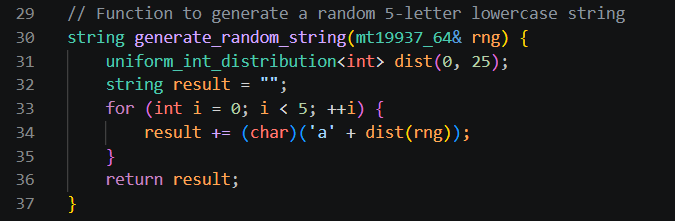 29 // Function to generate a random 5-letter lowercase string
30 string generate_random_string(mt19937_64& rng) {
31     uniform_int_distribution<int> dist(0, 25);
32     string result = "";
33     for (int i = 0; i < 5; ++i) {
34         result += (char)('a' + dist(rng));
35     }
36     return result;
37 }